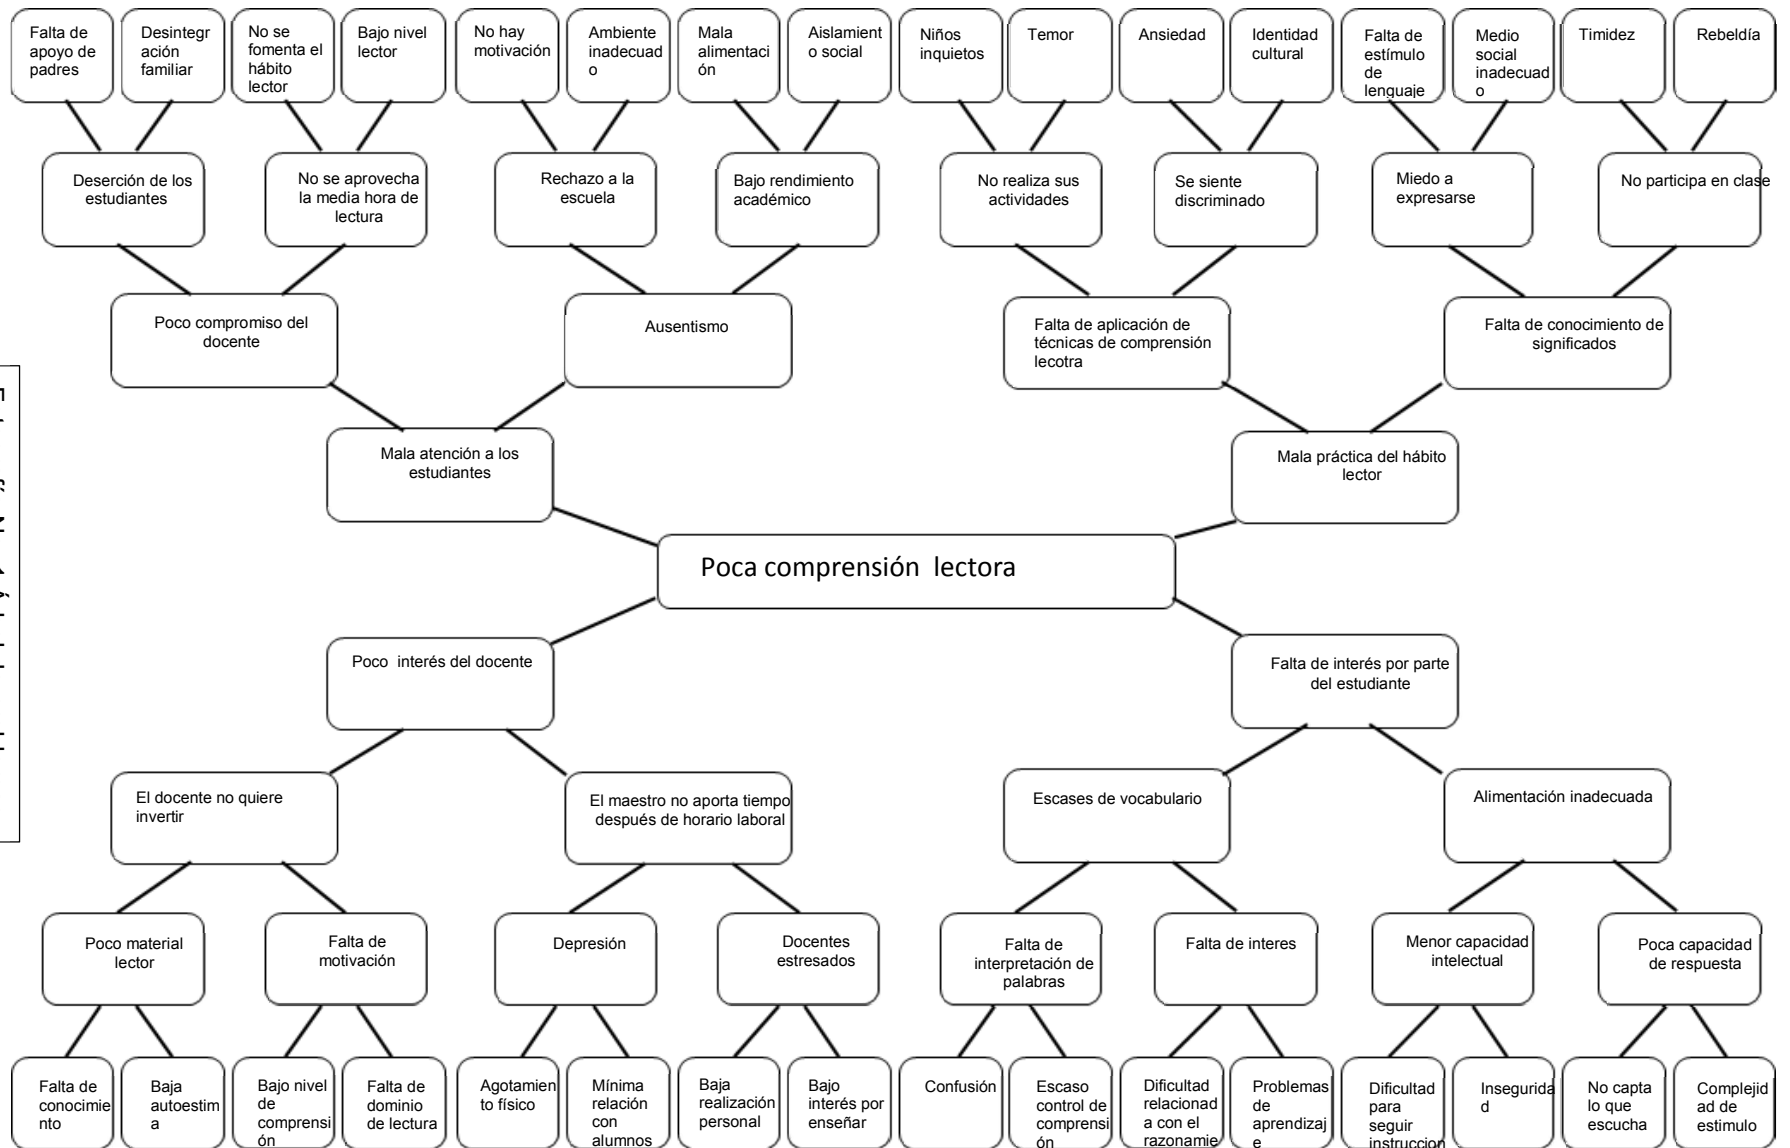 Falta de
apoyo de
padres
Desintegr
ación
familiar
No se
fomenta el
hábito
lector
Bajo nivel
lector
No hay
motivación
Ambiente
inadecuad
o
Mala
alimentaci
ón
Aislamient
o social
Niños
inquietos
Temor
Ansiedad
Identidad
cultural
Falta de
estímulo
de
lenguaje
Medio
social
inadecuad
o
Timidez
Rebeldía
Deserción de los
estudiantes
No se aprovecha
la media hora de
lectura
Rechazo a la
escuela
Bajo rendimiento
académico
No realiza sus
actividades
Se siente
discriminado
Miedo a
expresarse
No participa en clase
Poco compromiso del
docente
Ausentismo
Falta de aplicación de
técnicas de comprensión
lecotra
Falta de conocimiento de
significados
Mala atención a los
estudiantes
Mala práctica del hábito
lector
Poca comprensión lectora
Poco interés del docente
Falta de interés por parte
del estudiante
El docente no quiere
invertir
El maestro no aporta tiempo
después de horario laboral
Escases de vocabulario
Alimentación inadecuada
Poco material
lector
Falta de
motivación
Depresión
Docentes
estresados
Falta de
interpretación de
palabras
Falta de interes
Menor capacidad
intelectual
Poca capacidad
de respuesta
Falta de
conocimie
nto
Baja
autoestim
a
Bajo nivel
de
comprensi
ón
Falta de
dominio
de lectura
Agotamien
to físico
Mínima
relación
con
alumnos
Baja
realización
personal
Bajo
interés por
enseñar
Confusión
Escaso
control de
comprensi
ón
Dificultad
relacionad
a con el
razonamie
Problemas
de
aprendizaj
e
Dificultad
para
seguir
instruccion
Insegurida
d
No capta
lo que
escucha
Complejid
ad de
estimulo